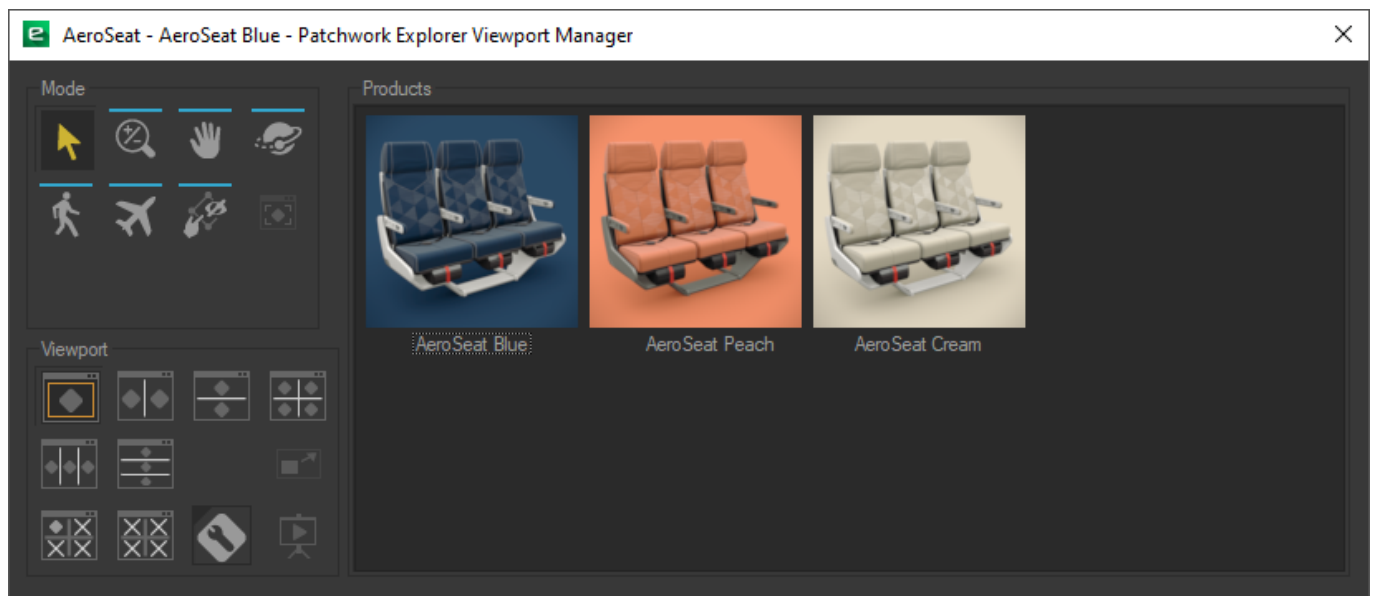 AeroSeat - AeroSeat Blue - Patchwork Explorer Viewport Manager
Mode
Products
AeroSeat Blue
AeroSeat Peach
AeroSeat Cream
Viewport